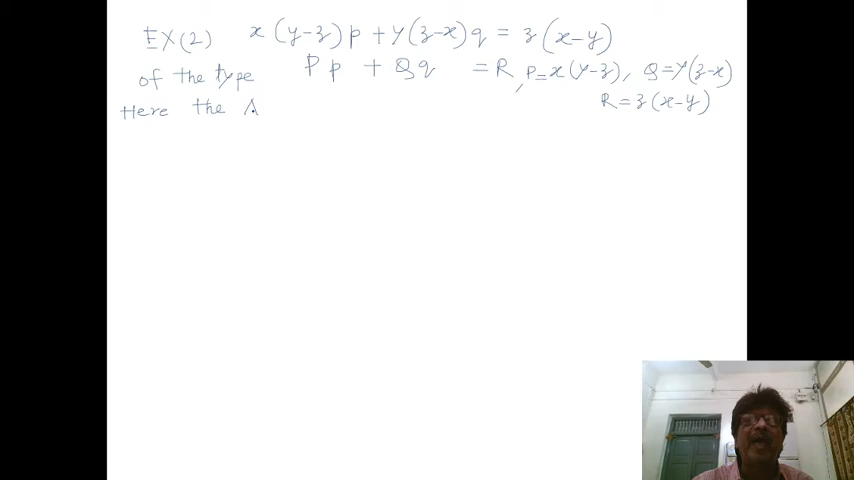 EX(2) x(y-z)p + y(z-x)q = z(x-y)
of the type Pp + Qq = R, P=x(y-z), Q=y(z-x)
R=z(x-y)
Here the A